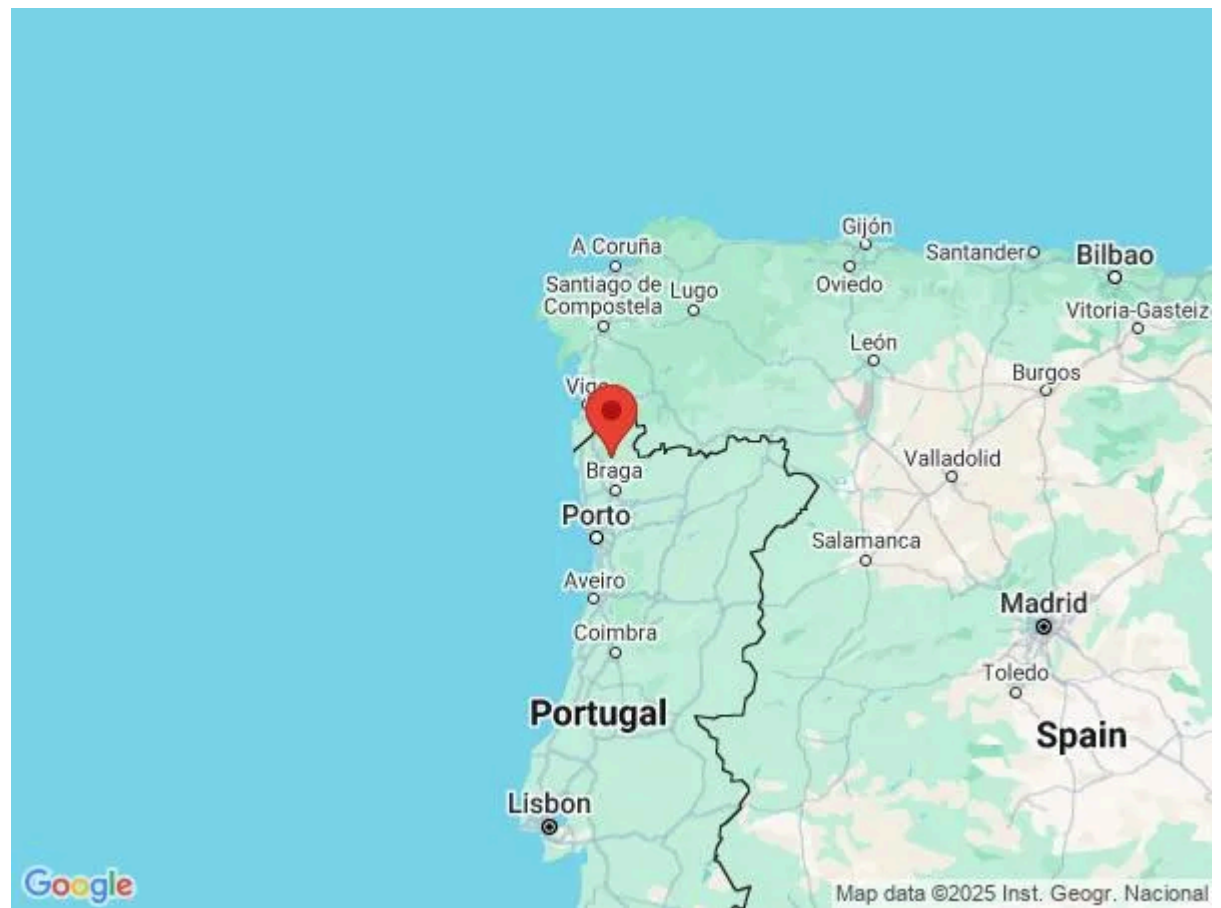 A Coruña
Gijón
Santander
Bilbao
Santiago de
Compostela
Lugo
Oviedo
Vitoria-Gasteiz
León
Burgos
Vigo
Braga
Valladolid
Porto
Salamanca
Aveiro
Madrid
Coimbra
Toledo
Portugal
Spain
Lisbon
Google
Map data ©2025 Inst. Geogr. Nacional